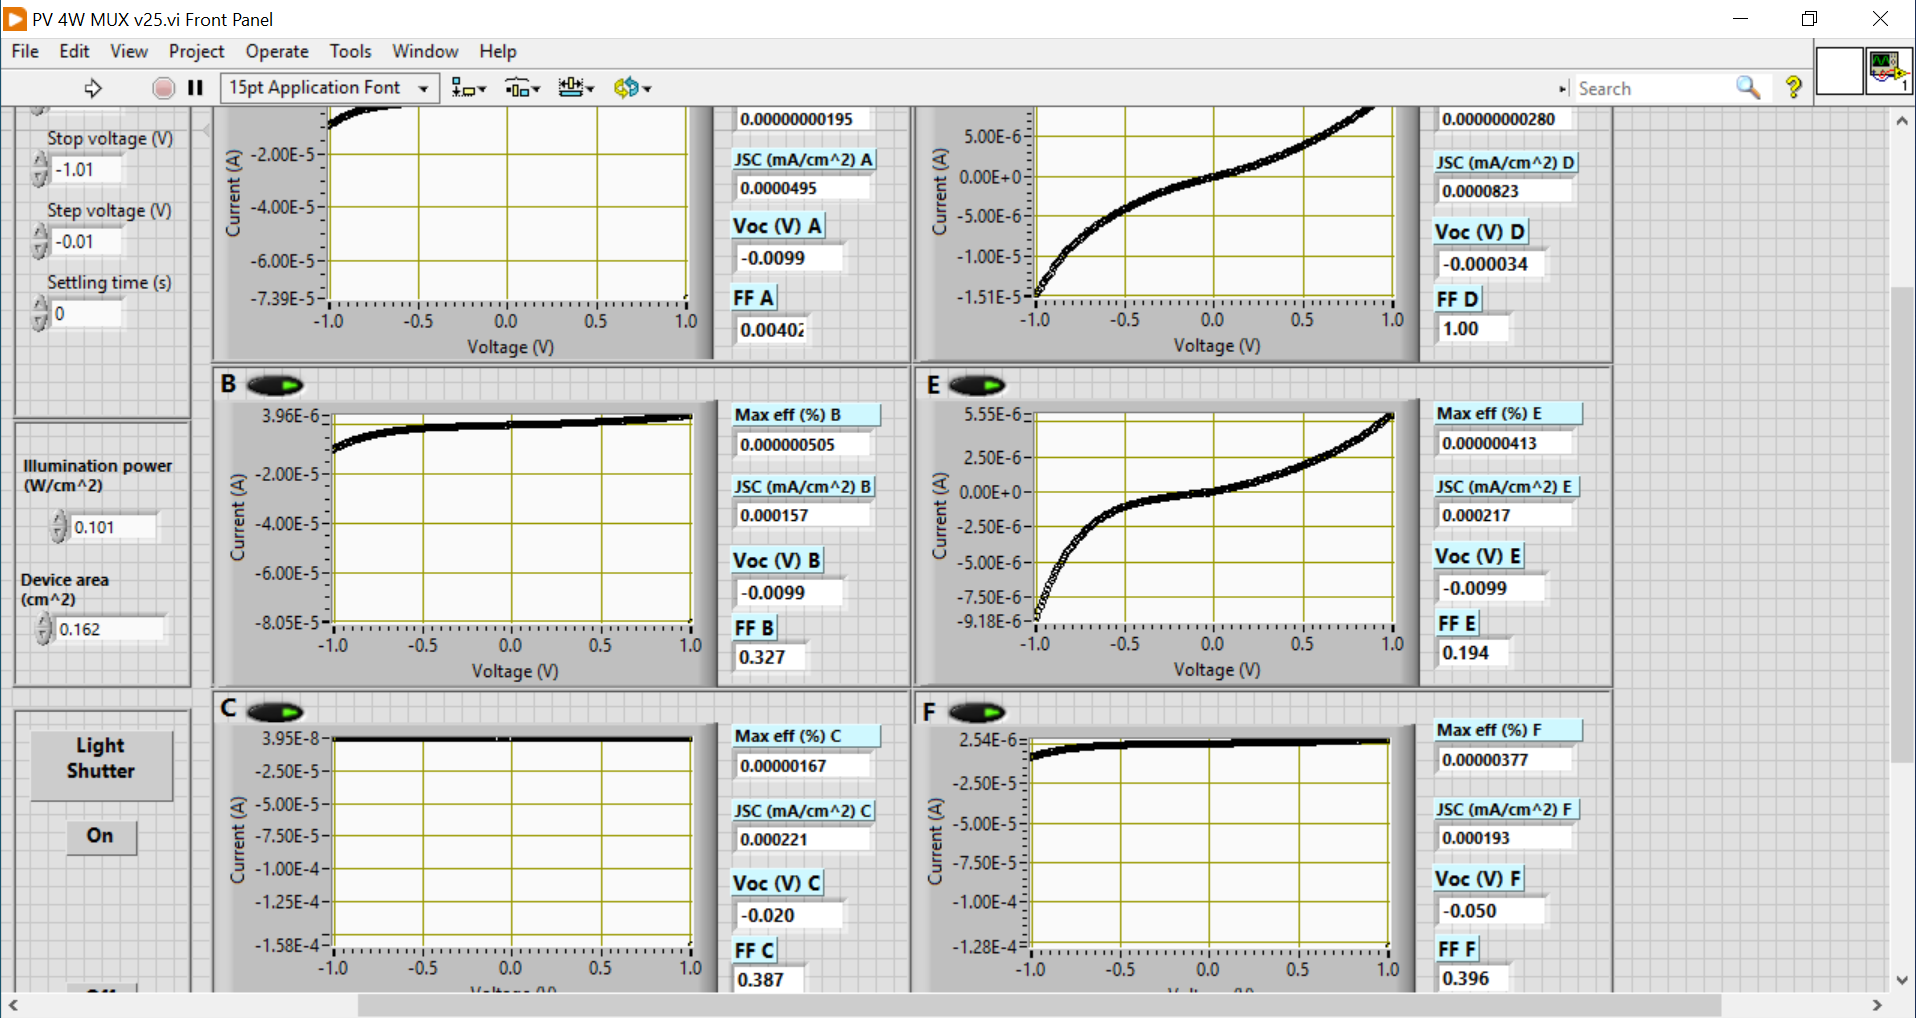 PV 4W MUX v25.vi Front Panel
File Edit View Project Operate Tools Window Help
15pt Application Font
Search
1
Stop voltage (V)
-1.01
Step voltage (V)
-0.01
Settling time (s)
0
Illumination power
(W/cm^2)
0.101
Device area
(cm^2)
0.162
Light
Shutter
On
Current (A)
-2.00E-5
-4.00E-5
-6.00E-5
-7.39E-5
-1.0 -0.5 0.0 0.5 1.0
Voltage (V)
0.00000000195
JSC (mA/cm^2) A
0.0000495
Voc (V) A
-0.0099
FF A
0.00402
Current (A)
5.00E-6
0.00E+0
-5.00E-6
-1.00E-5
-1.51E-5
-1.0 -0.5 0.0 0.5 1.0
Voltage (V)
0.00000000280
JSC (mA/cm^2) D
0.0000823
Voc (V) D
-0.000034
FF D
1.00
B
Current (A)
3.96E-6
-2.00E-5
-4.00E-5
-6.00E-5
-8.05E-5
-1.0 -0.5 0.0 0.5 1.0
Voltage (V)
Max eff (%) B
0.000000505
JSC (mA/cm^2) B
0.000157
Voc (V) B
-0.0099
FF B
0.327
E
Current (A)
5.55E-6
2.50E-6
0.00E+0
-2.50E-6
-5.00E-6
-7.50E-6
-9.18E-6
-1.0 -0.5 0.0 0.5 1.0
Voltage (V)
Max eff (%) E
0.000000413
JSC (mA/cm^2) E
0.000217
Voc (V) E
-0.0099
FF E
0.194
C
Current (A)
3.95E-8
-2.50E-5
-5.00E-5
-7.50E-5
-1.00E-4
-1.25E-4
-1.58E-4
-1.0 -0.5 0.0 0.5 1.0
Max eff (%) C
0.00000167
JSC (mA/cm^2) C
0.000221
Voc (V) C
-0.020
FF C
0.387
F
Current (A)
2.54E-6
-2.50E-5
-5.00E-5
-7.50E-5
-1.00E-4
-1.28E-4
-1.0 -0.5 0.0 0.5 1.0
Max eff (%) F
0.00000377
JSC (mA/cm^2) F
0.000193
Voc (V) F
-0.050
FF F
0.396